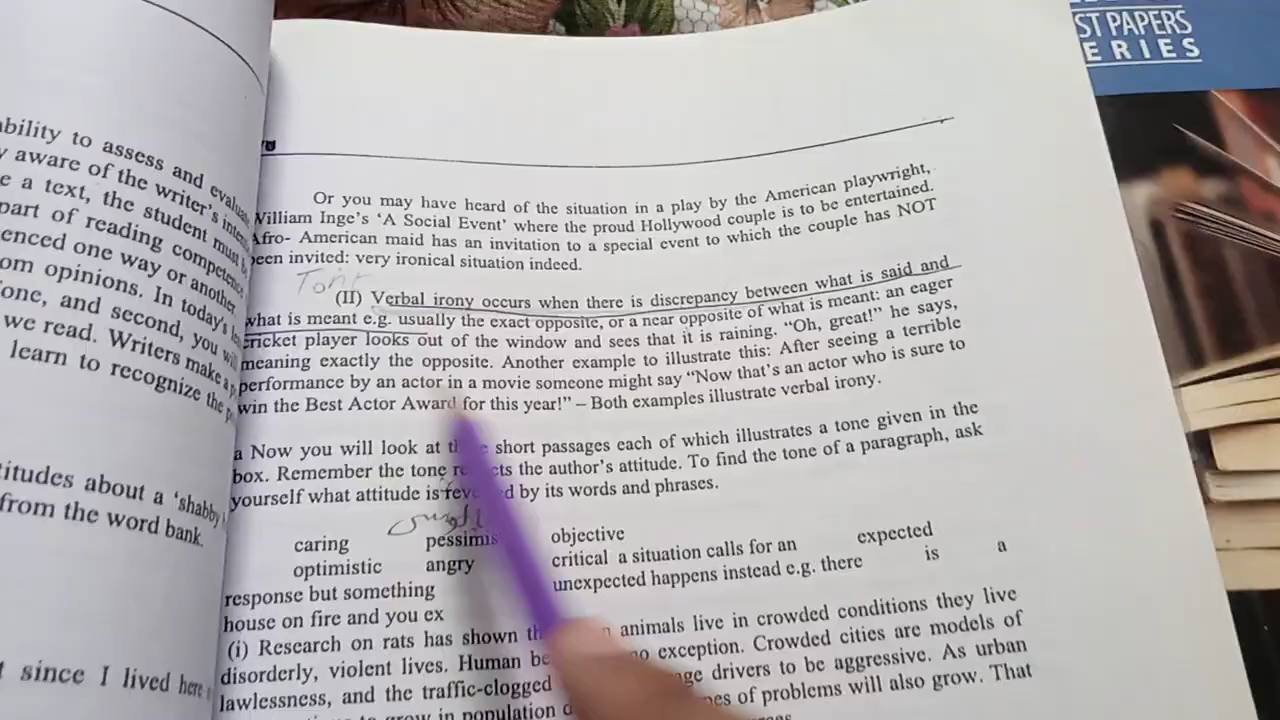 ability to assess and evaluate
aware of the writer's
e a text, the student must
part of reading competence
enced one way or another.
om opinions. In today's
one, and second, you will
we read. Writers make a
learn to recognize the
titudes about a 'shabby
from the word bank.
t since I lived here
Or you may have heard of the situation in a play by the American playwright,
William Inge's 'A Social Event' where the proud Hollywood couple is to be entertained.
Afro- American maid has an invitation to a special event to which the couple has NOT
been invited: very ironical situation indeed.
Tone
(II) Verbal irony occurs when there is discrepancy between what is said and
what is meant e.g. usually the exact opposite, or a near opposite of what is meant: an eager
cricket player looks out of the window and sees that it is raining. "Oh, great!" he says,
meaning exactly the opposite. Another example to illustrate this: After seeing a terrible
performance by an actor in a movie someone might say "Now that's an actor who is sure to
win the Best Actor Award for this year!" – Both examples illustrate verbal irony.
a Now you will look at short passages each of which illustrates a tone given in the
box. Remember the tone the author's attitude. To find the tone of a paragraph, ask
yourself what attitude is by its words and phrases.
caring pessimis objective expected
optimistic angry critical a situation calls for an
response but something unexpected happens instead e.g. there is a
house on fire and you ex
(i) Research on rats has shown animals live in crowded conditions they live
disorderly, violent lives. Human no exception. Crowded cities are models of
lawlessness, and the traffic-clogged drivers to be aggressive. As urban
in population of problems will also grow. That
ST PAPERS
ERIES